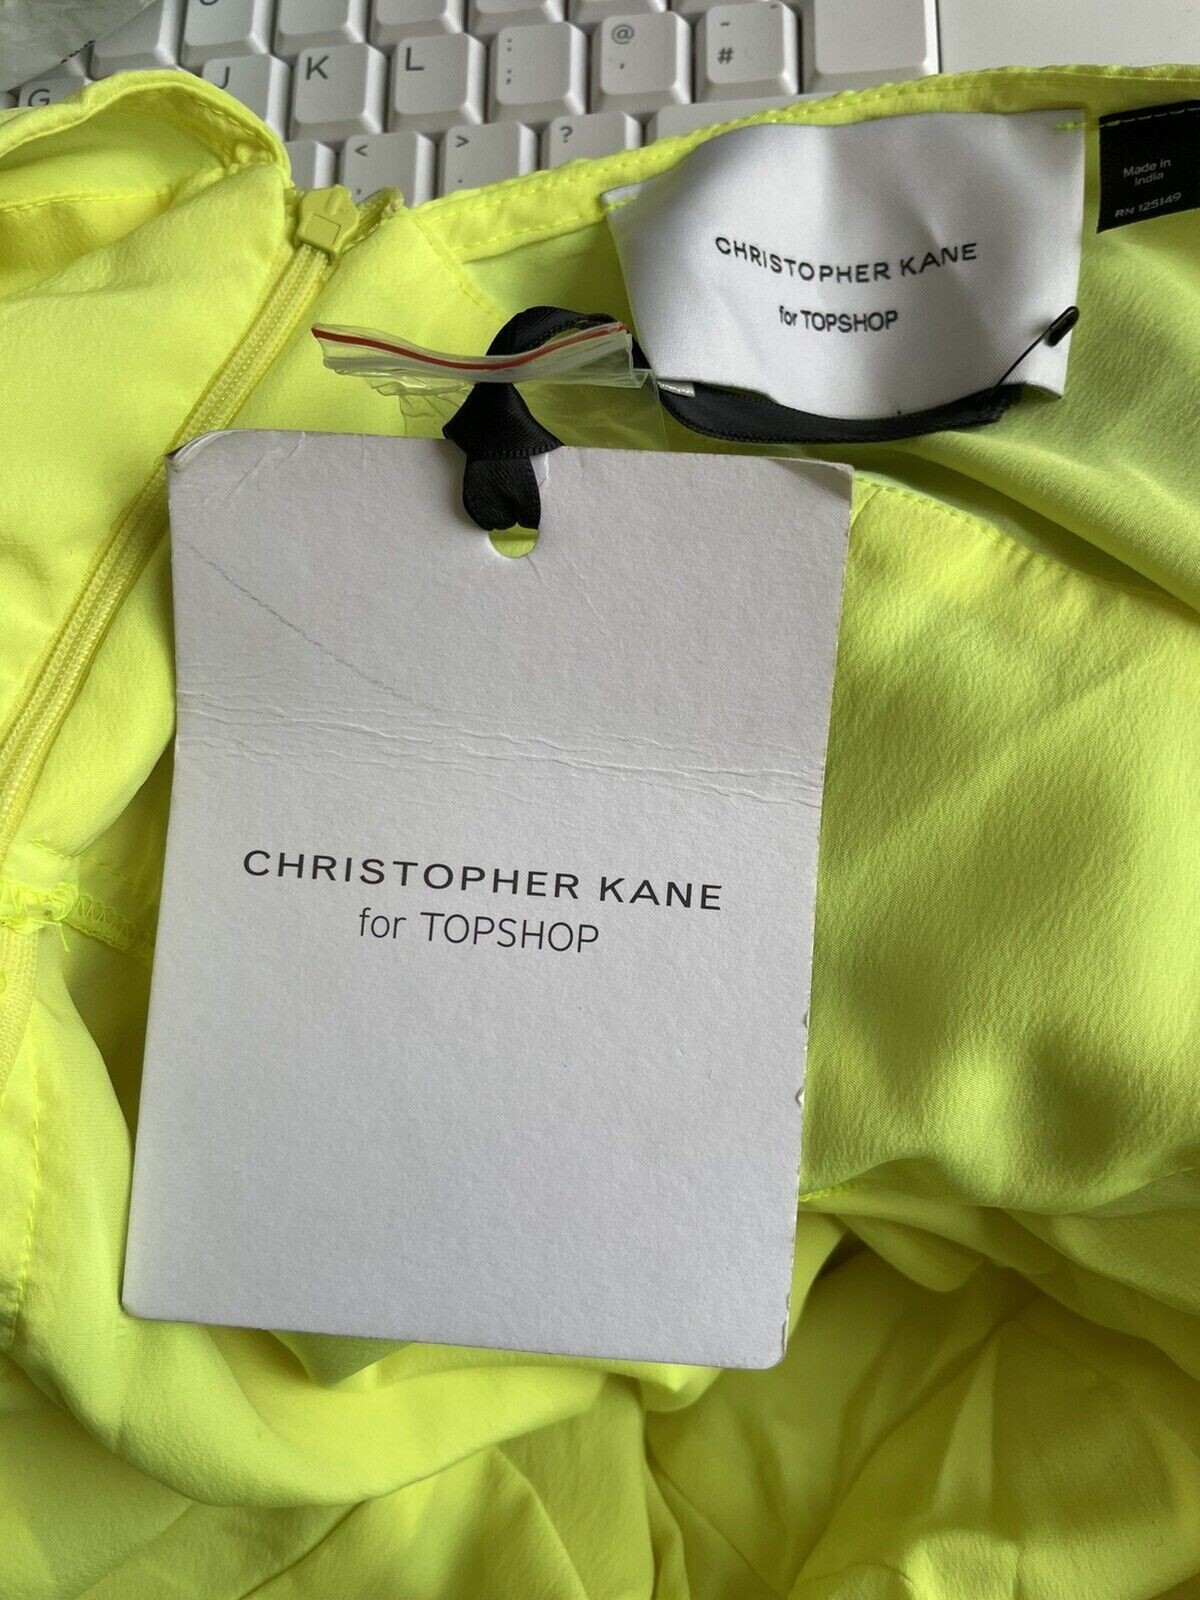 J K L : ; @ ' ~ #
G < , > . ? /
Made in
India
RN 125149
CHRISTOPHER KANE
for TOPSHOP
CHRISTOPHER KANE
for TOPSHOP